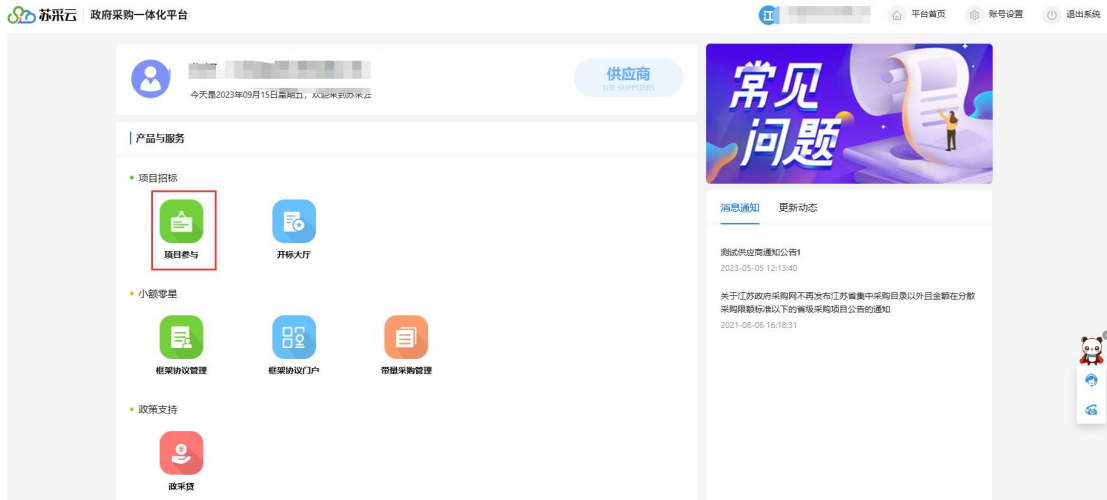 苏采云 政府采购一体化平台
江 平台首页 账号设置 退出系统
今天是2023年09月15日星期五，欢迎来到苏采云
供应商
THE SUPPLIERS
常见
问题
产品与服务
项目招标
项目参与 开标大厅
小额零星
框架协议管理 框架协议门户 带量采购管理
政策支持
政采贷
消息通知 更新动态
测试供应商通知公告1
2023-05-05 12:13:40
关于江苏政府采购网不再发布江苏省集中采购目录以外且金额在分散
采购限额标准以下的省级采购项目公告的通知
2021-08-06 16:18:31